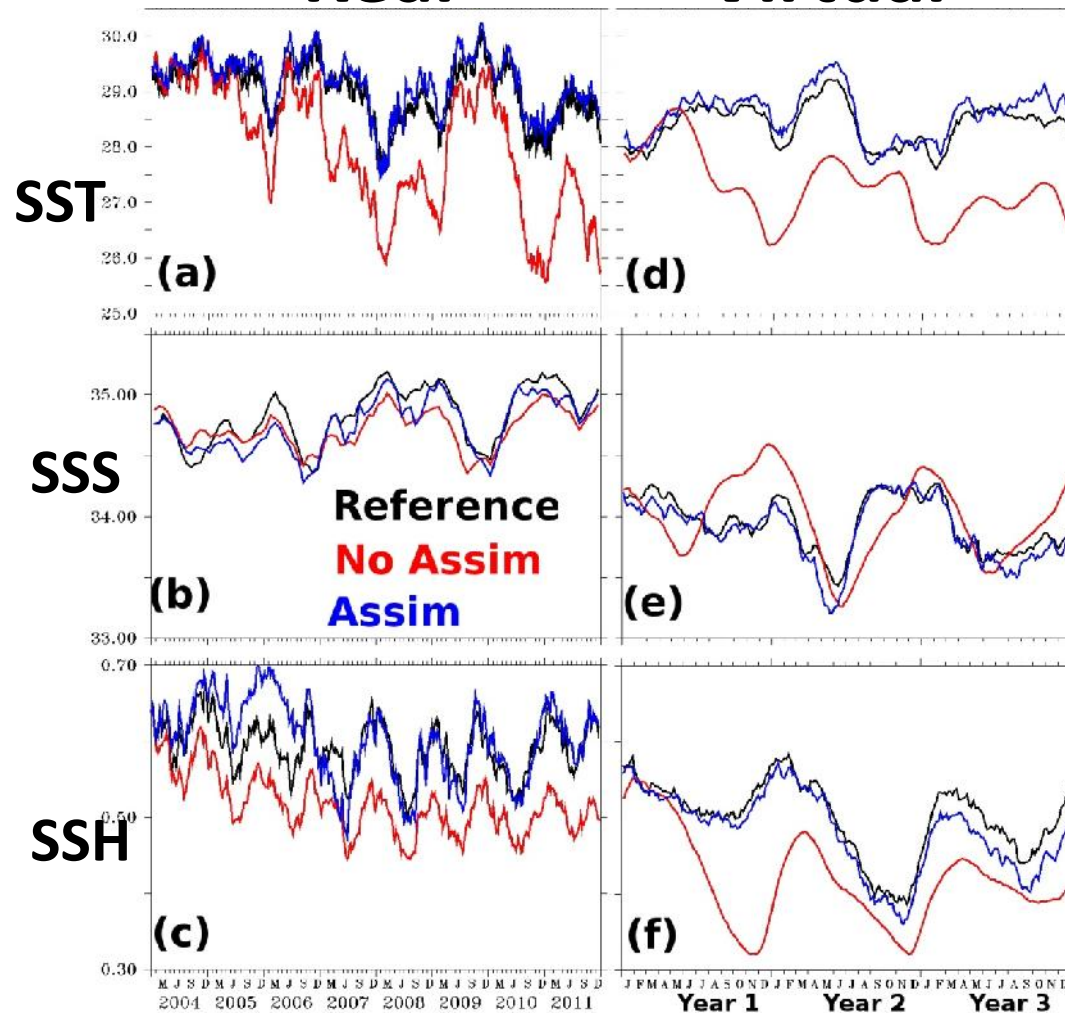 SST
30.0
29.0
28.0
27.0
26.0
25.0
(a)
(d)
SSS
35.00
34.00
33.00
Reference
No Assim
Assim
(b)
(e)
SSH
0.70
0.50
0.30
(c)
(f)
M J S D M J S D M J S D M J S D M J S D M J S D M J S D M J S D
2004 2005 2006 2007 2008 2009 2010 2011
J F M A M J J A S O N D J F M A M J J A S O N D J F M A M J J A S O N D
Year 1 Year 2 Year 3